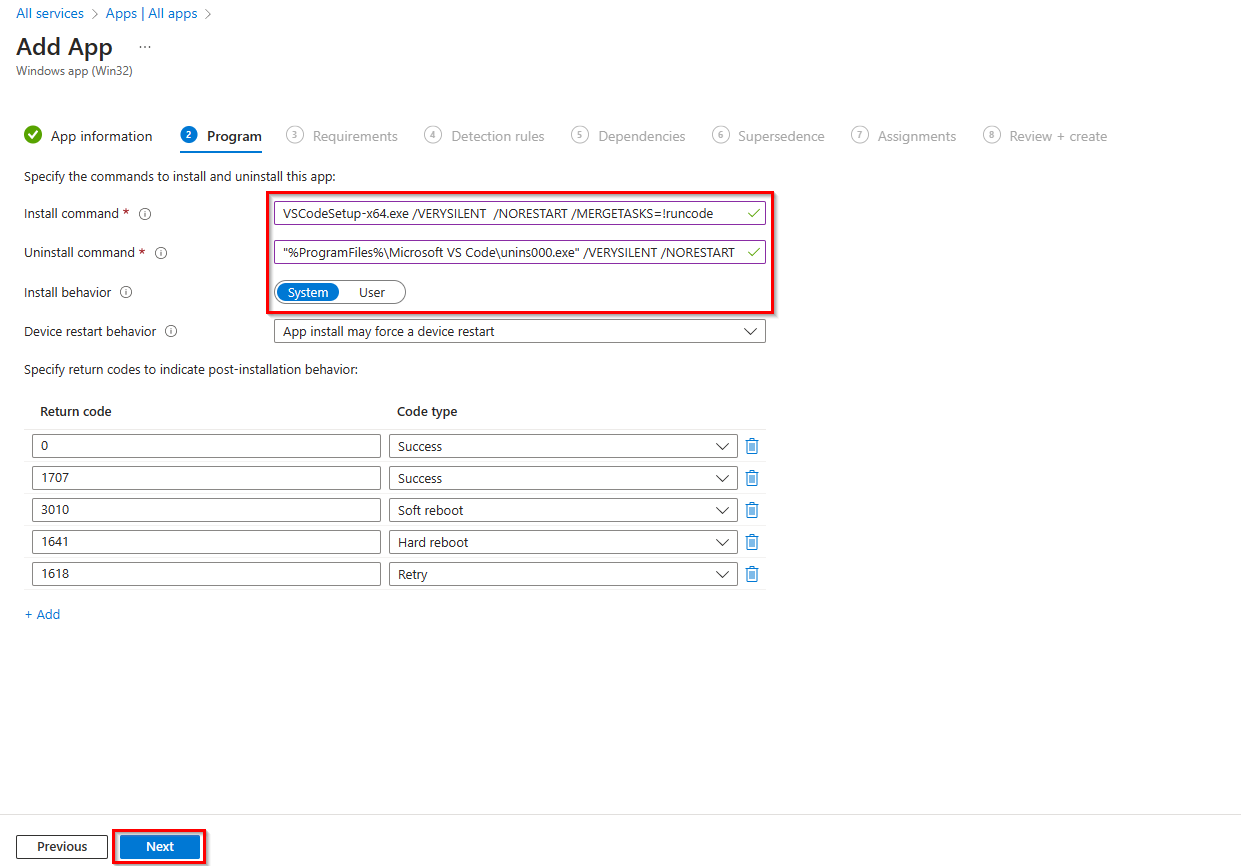 All services > Apps | All apps >
Add App ...
Windows app (Win32)
App information 2 Program 3 Requirements 4 Detection rules 5 Dependencies 6 Supersedence 7 Assignments 8 Review + create
Specify the commands to install and uninstall this app:
Install command * VSCodeSetup-x64.exe /VERYSILENT  /NORESTART /MERGETASKS=!runcode
Uninstall command * "%ProgramFiles%\Microsoft VS Code\unins000.exe" /VERYSILENT /NORESTART
Install behavior System User
Device restart behavior App install may force a device restart
Specify return codes to indicate post-installation behavior:
Return code Code type
0 Success
1707 Success
3010 Soft reboot
1641 Hard reboot
1618 Retry
+ Add
Previous Next